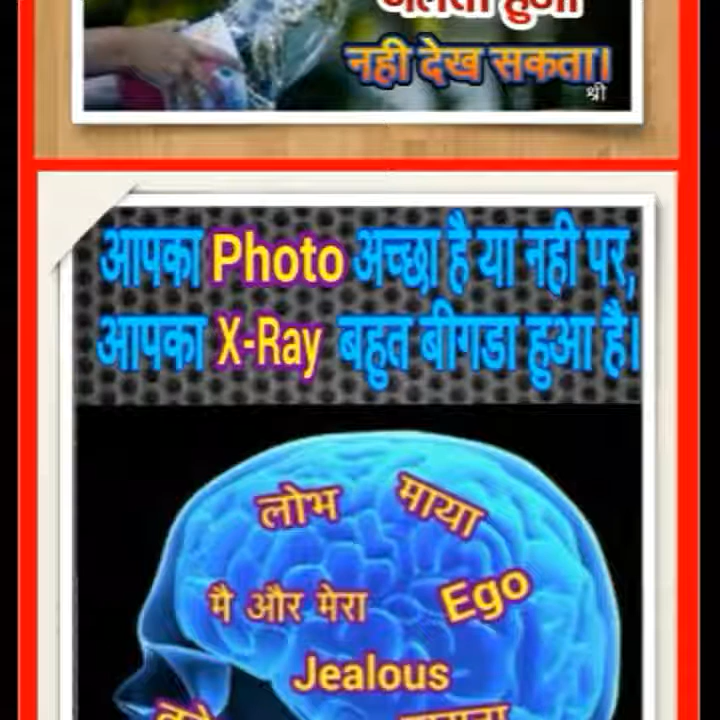 नही देख सकता।
श्री
आपका Photo अच्छा है या नही पर,
आपका X-Ray बहुत बीगडा हुआ है।
लोभ माया
मै और मेरा Ego
Jealous